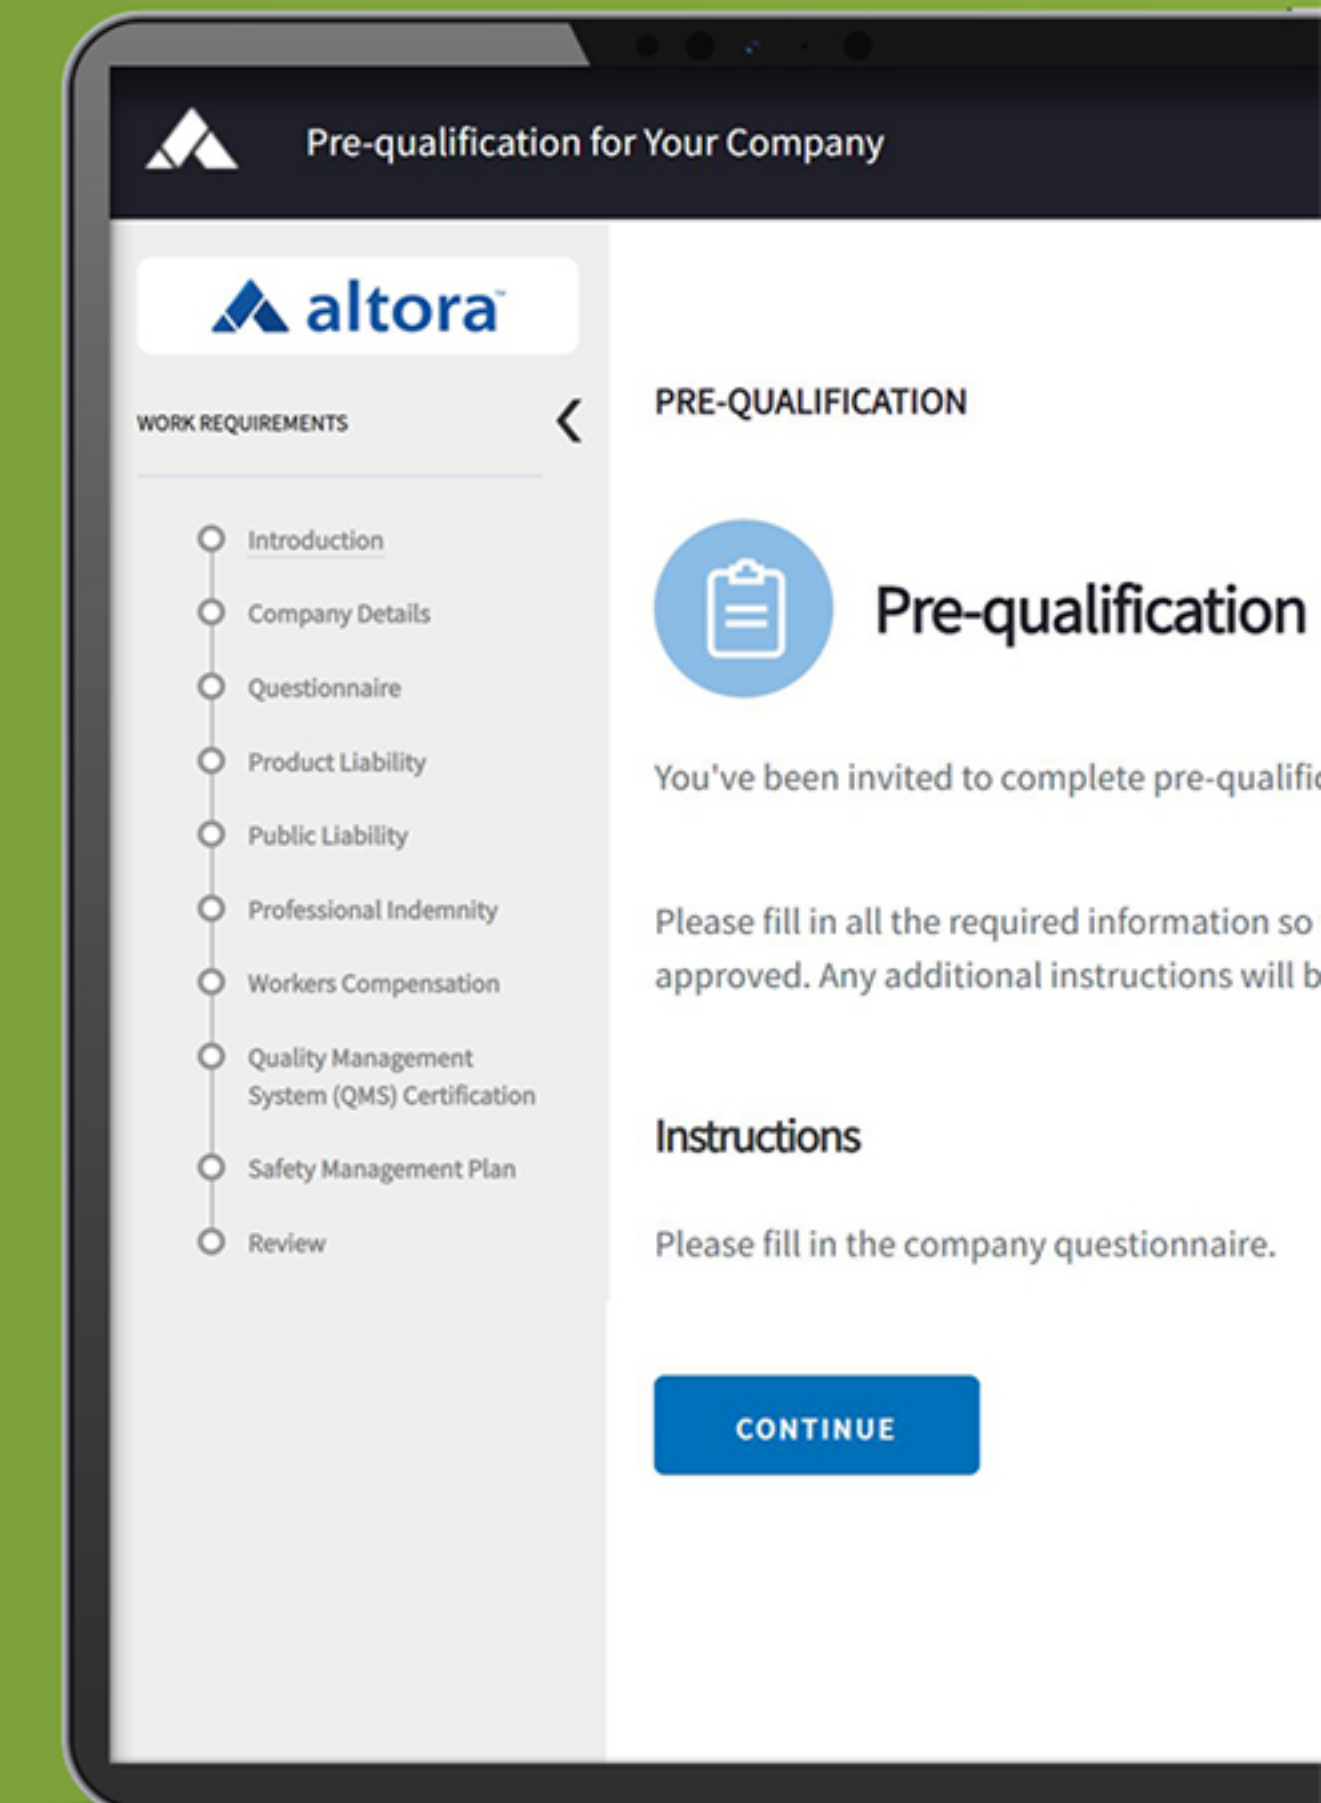 Pre-qualification for Your Company
altora™
WORK REQUIREMENTS
PRE-QUALIFICATION
Introduction
Company Details
Questionnaire
Product Liability
Public Liability
Professional Indemnity
Workers Compensation
Quality Management
System (QMS) Certification
Safety Management Plan
Review
Pre-qualification
You've been invited to complete
Please fill in all the required information so
approved. Any additional instructions will
Instructions
Please fill in the company questionnaire.
CONTINUE